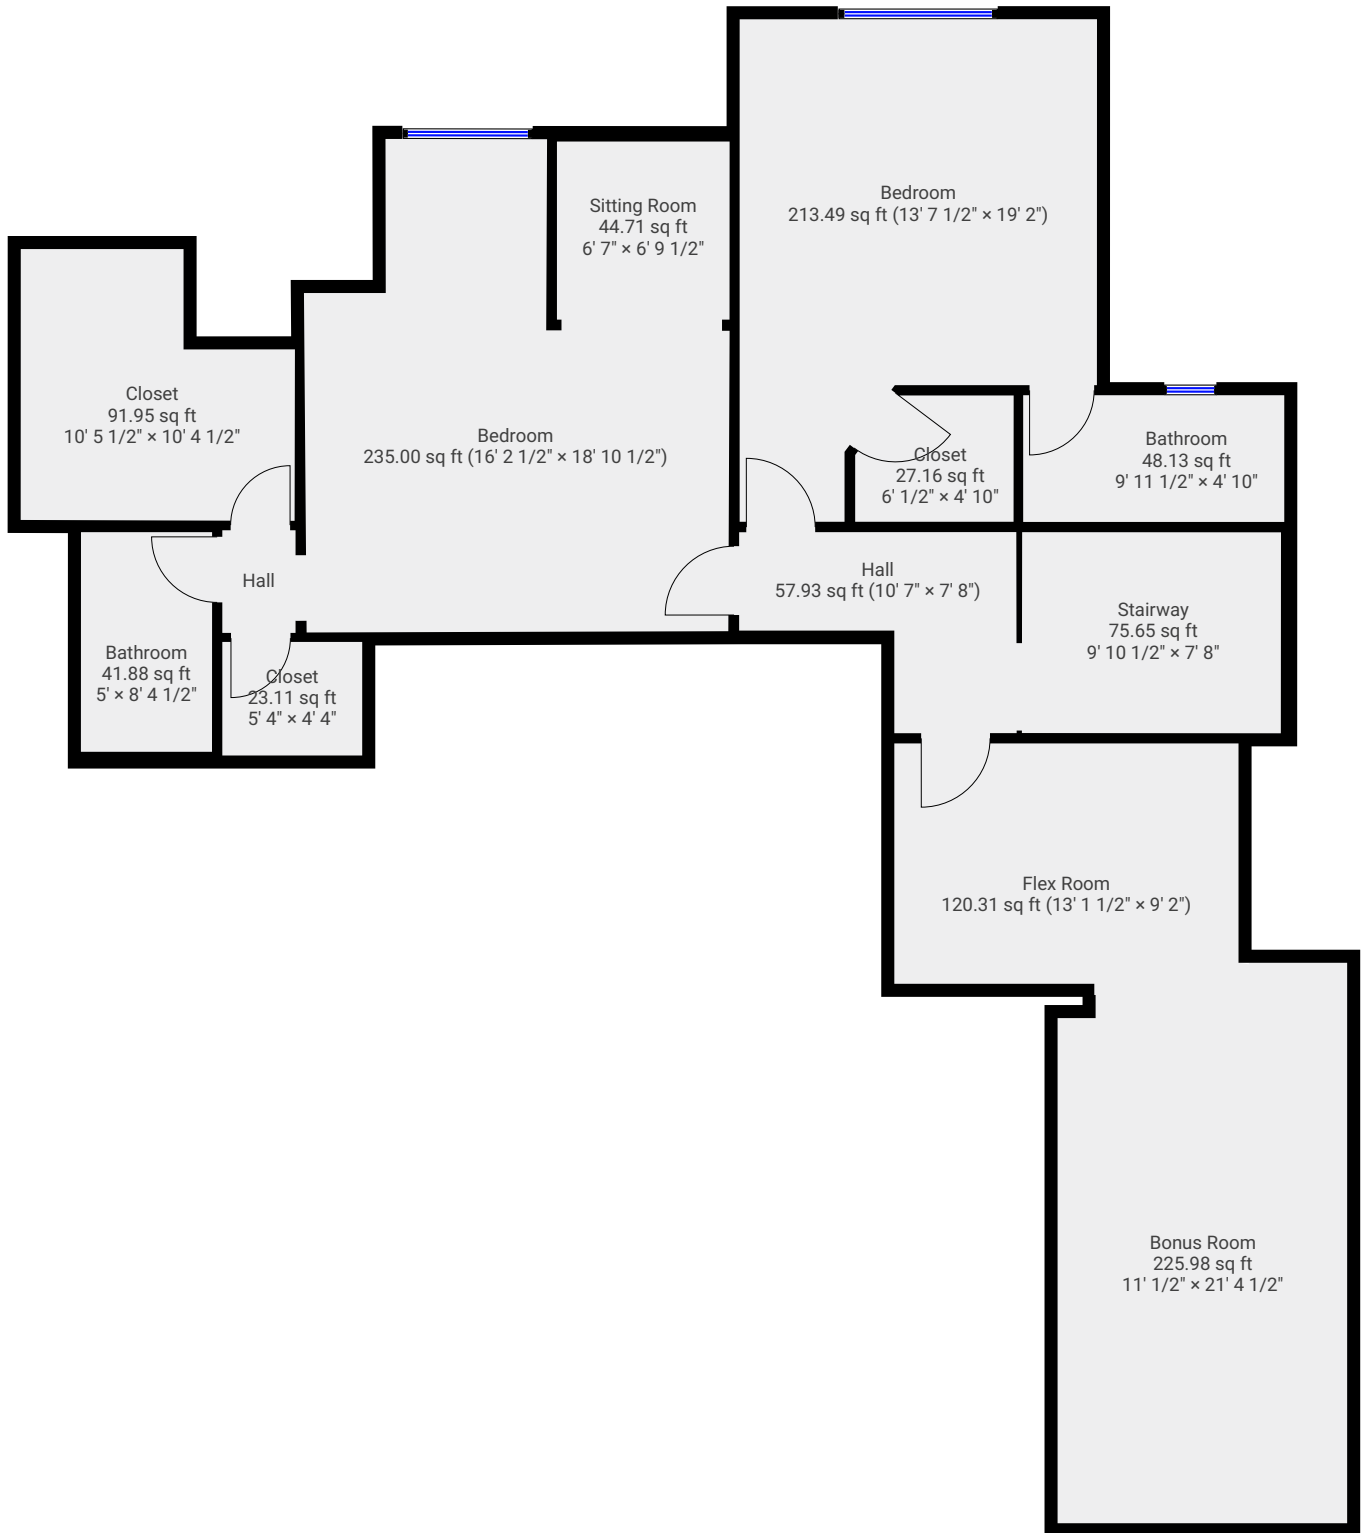 Bedroom
213.49 sq ft (13' 7 1/2" × 19' 2")
Sitting Room
44.71 sq ft
6' 7" × 6' 9 1/2"
Closet
91.95 sq ft
10' 5 1/2" × 10' 4 1/2"
Bedroom
235.00 sq ft (16' 2 1/2" × 18' 10 1/2")
Closet
27.16 sq ft
6' 1/2" × 4' 10"
Bathroom
48.13 sq ft
9' 11 1/2" × 4' 10"
Hall
Hall
57.93 sq ft (10' 7" × 7' 8")
Stairway
75.65 sq ft
9' 10 1/2" × 7' 8"
Bathroom
41.88 sq ft
5' × 8' 4 1/2"
Closet
23.11 sq ft
5' 4" × 4' 4"
Flex Room
120.31 sq ft (13' 1 1/2" × 9' 2")
Bonus Room
225.98 sq ft
11' 1/2" × 21' 4 1/2"